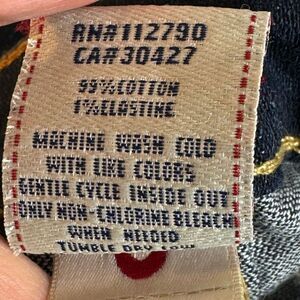 RN#112790
CA#30427
99%COTTON
1%ELASTINE
MACHINE WASH COLD
WITH LIKE COLORS
GENTLE CYCLE INSIDE OUT
ONLY NON-CHLORINE BLEACH
WHEN NEEDED
TUMBLE DRY LOW